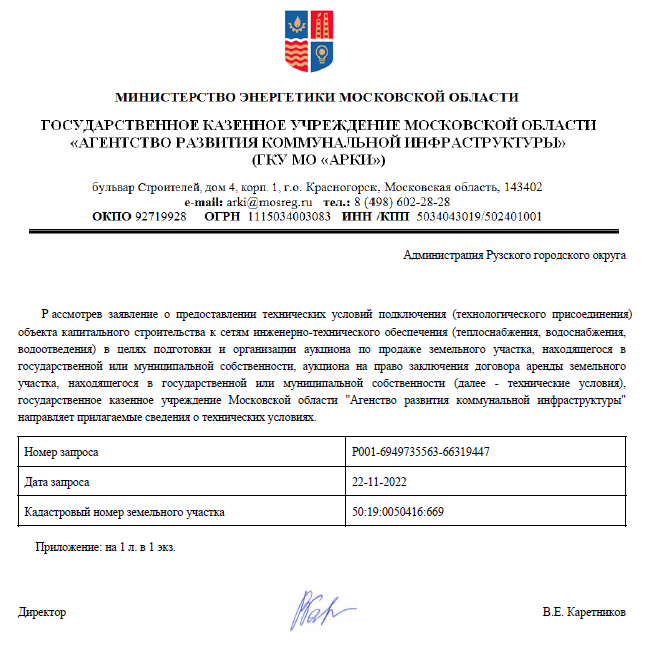 МИНИСТЕРСТВО ЭНЕРГЕТИКИ МОСКОВСКОЙ ОБЛАСТИ
ГОСУДАРСТВЕННОЕ КАЗЕННОЕ УЧРЕЖДЕНИЕ МОСКОВСКОЙ ОБЛАСТИ
«АГЕНТСТВО РАЗВИТИЯ КОММУНАЛЬНОЙ ИНФРАСТРУКТУРЫ»
(ГКУ МО «АРКИ»)
бульвар Строителей, дом 4, корп. 1, г.о. Красногорск, Московская область, 143402
e-mail: arki@mosreg.ru тел.: 8 (498) 602-28-28
ОКПО 92719928 ОГРН 1115034003083 ИНН /КПП 5034043019/502401001
Администрация Рузского городского округа
Рассмотрев заявление о предоставлении технических условий подключения (технологического присоединения)
объекта капитального строительства к сетям инженерно-технического обеспечения (теплоснабжения, водоснабжения,
водоотведения) в целях подготовки и организации аукциона по продаже земельного участка, находящегося в
государственной или муниципальной собственности, аукциона на право заключения договора аренды земельного
участка, находящегося в государственной или муниципальной собственности (далее - технические условия),
государственное казенное учреждение Московской области "Агенство развития коммунальной инфраструктуры"
направляет прилагаемые сведения о технических условиях.
Номер запроса P001-6949735563-66319447
Дата запроса 22-11-2022
Кадастровый номер земельного участка 50:19:0050416:669
Приложение: на 1 л. в 1 экз.
Директор В.Е. Каретников